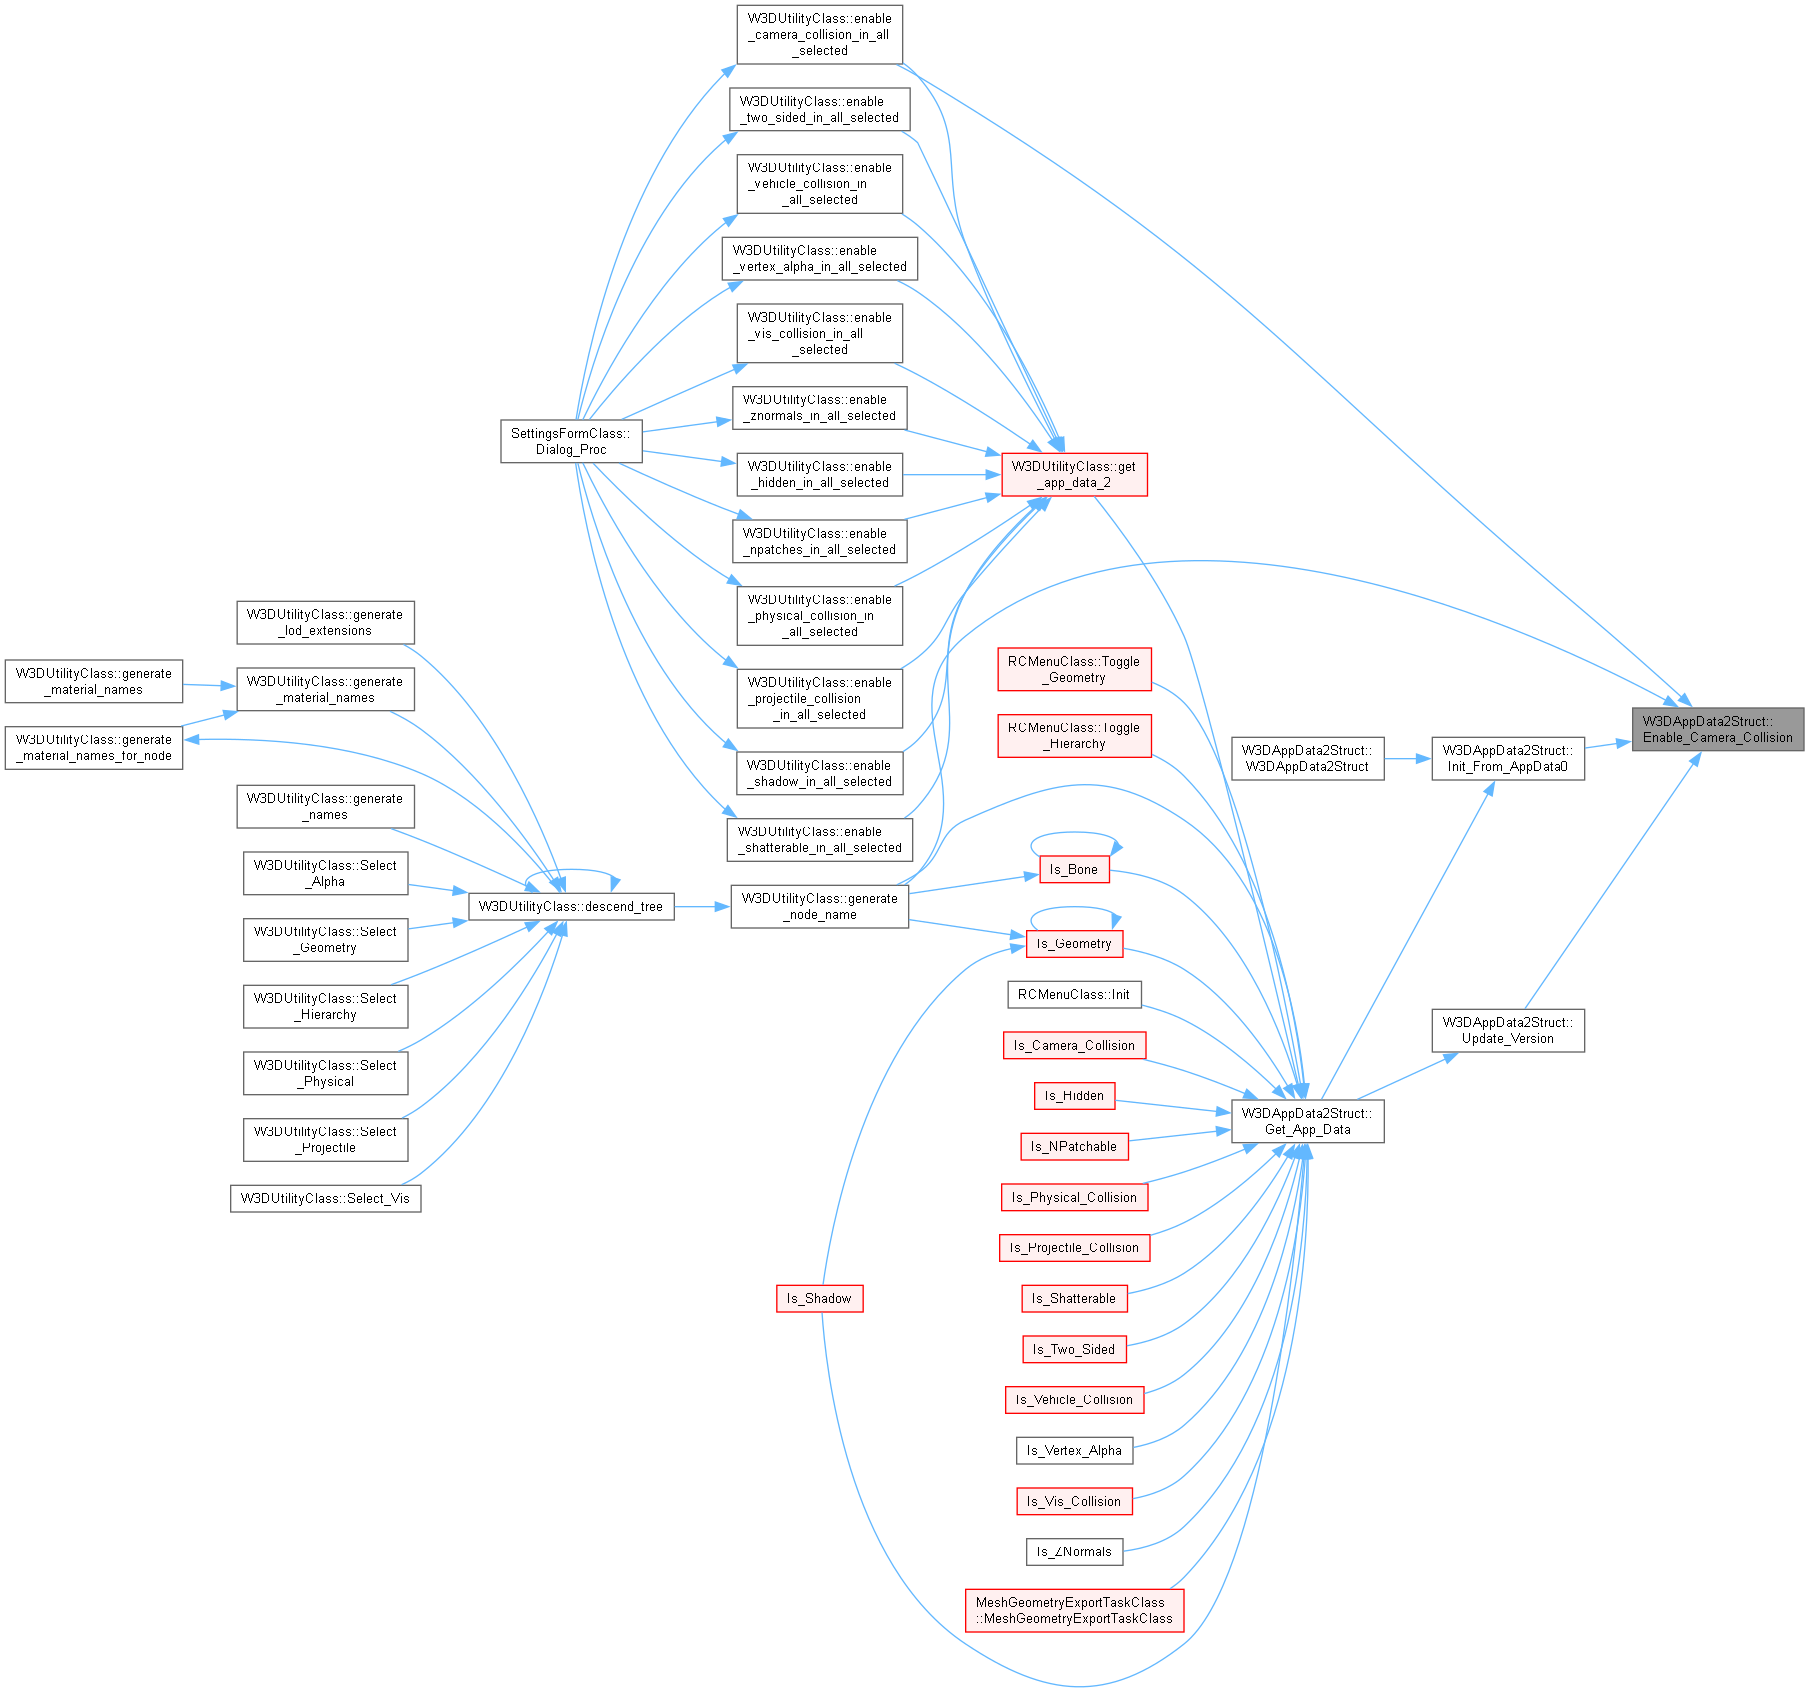 W3DUtilityClass::enable
_camera_collision_in_all
_selected
W3DUtilityClass::enable
_two_sided_in_all_selected
W3DUtilityClass::enable
_vehicle_collision_in
_all_selected
W3DUtilityClass::enable
_vertex_alpha_in_all_selected
W3DUtilityClass::enable
_vis_collision_in_all
_selected
W3DUtilityClass::enable
_znormals_in_all_selected
SettingsFormClass::
Dialog_Proc
W3DUtilityClass::enable
_hidden_in_all_selected
W3DUtilityClass::get
_app_data_2
W3DUtilityClass::enable
_npatches_in_all_selected
W3DUtilityClass::enable
_physical_collision_in
_all_selected
W3DUtilityClass::generate
_lod_extensions
W3DUtilityClass::generate
_material_names
W3DUtilityClass::generate
_material_names
W3DUtilityClass::enable
_projectile_collision
_in_all_selected
RCMenuClass::Toggle
_Geometry
RCMenuClass::Toggle
_Hierarchy
W3DAppData2Struct::
Enable_Camera_Collision
W3DUtilityClass::generate
_material_names_for_node
W3DAppData2Struct::
W3DAppData2Struct
W3DAppData2Struct::
Init_From_AppData0
W3DUtilityClass::enable
_shadow_in_all_selected
W3DUtilityClass::generate
_names
W3DUtilityClass::enable
_shatterable_in_all_selected
W3DUtilityClass::Select
_Alpha
Is_Bone
W3DUtilityClass::descend_tree
W3DUtilityClass::generate
_node_name
W3DUtilityClass::Select
_Geometry
Is_Geometry
W3DUtilityClass::Select
_Hierarchy
RCMenuClass::Init
W3DAppData2Struct::
Update_Version
Is_Camera_Collision
W3DUtilityClass::Select
_Physical
Is_Hidden
W3DAppData2Struct::
Get_App_Data
W3DUtilityClass::Select
_Projectile
Is_NPatchable
W3DUtilityClass::Select_Vis
Is_Physical_Collision
Is_Projectile_Collision
Is_Shadow
Is_Shatterable
Is_Two_Sided
Is_Vehicle_Collision
Is_Vertex_Alpha
Is_Vis_Collision
Is_ZNormals
MeshGeometryExportTaskClass
::MeshGeometryExportTaskClass